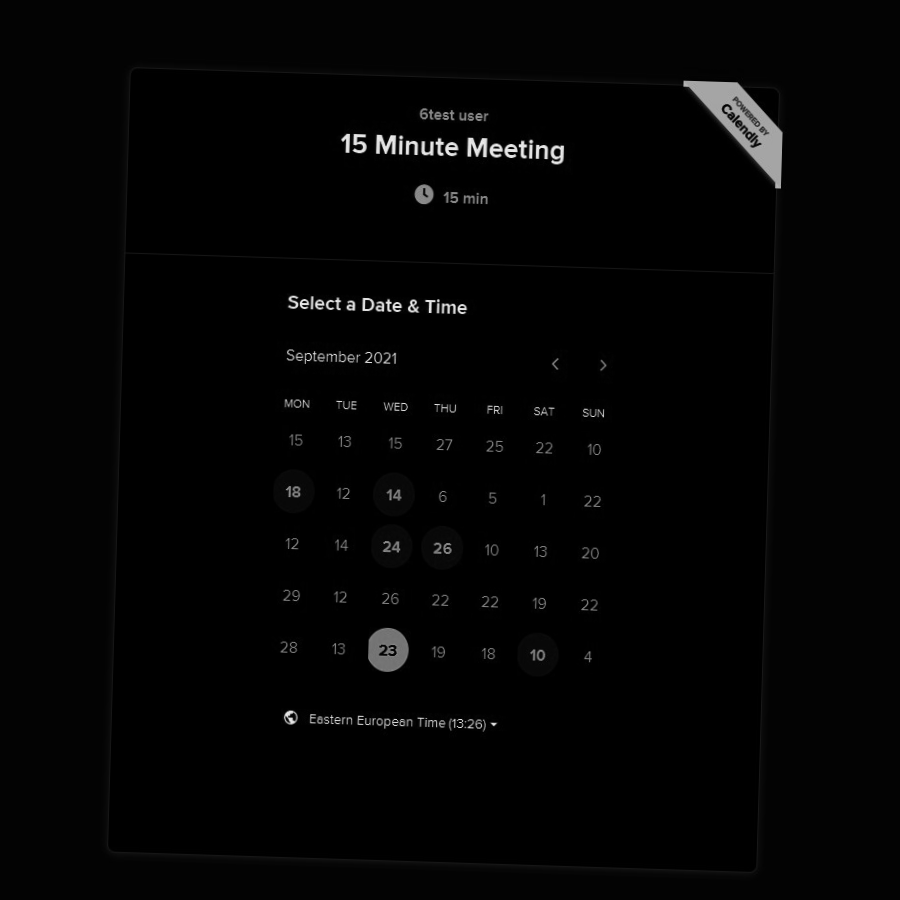 POWERED BY
Calendly
6test user
15 Minute Meeting
15 min
Select a Date & Time
September 2021
MON TUE WED THU FRI SAT SUN
15 13 15 27 25 22 10
18 12 14 6 5 1 22
12 14 24 26 10 13 20
29 12 26 22 22 19 22
28 13 23 19 18 10 4
Eastern European Time (13:26)